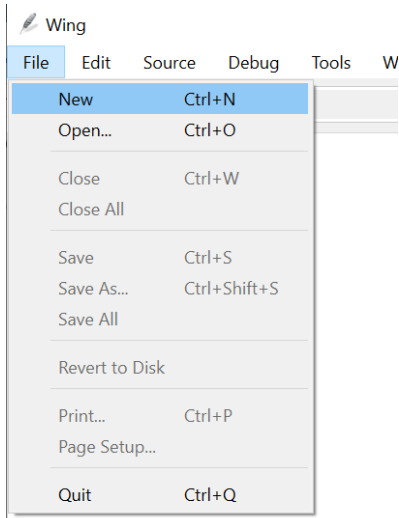 Wing
File Edit Source Debug Tools W
New Ctrl+N
Open... Ctrl+O
Close Ctrl+W
Close All
Save Ctrl+S
Save As... Ctrl+Shift+S
Save All
Revert to Disk
Print... Ctrl+P
Page Setup...
Quit Ctrl+Q